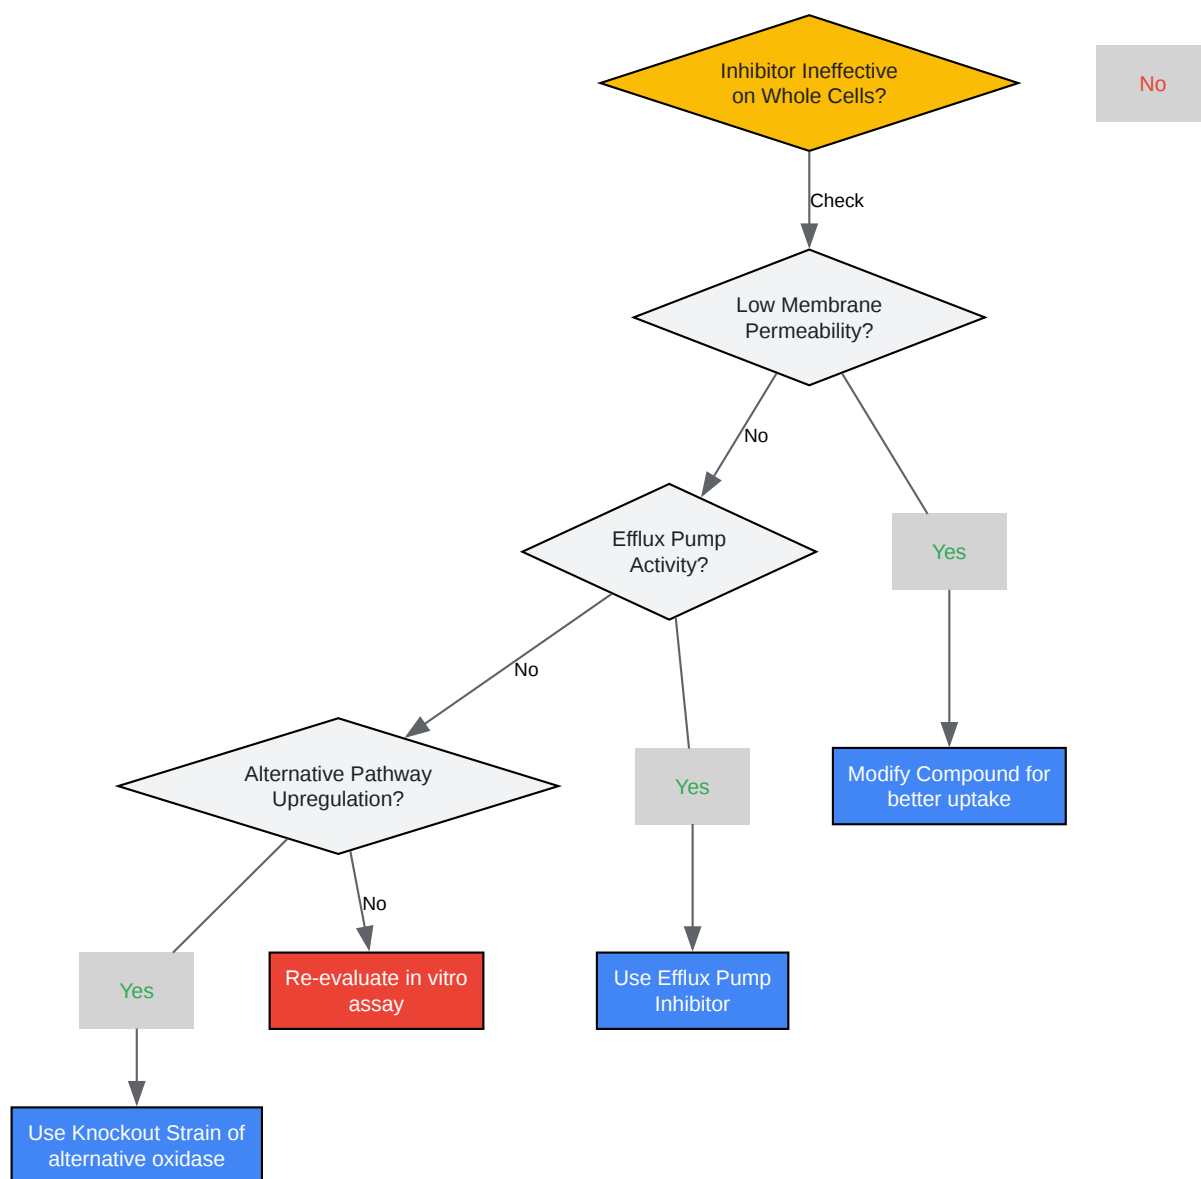 Inhibitor Ineffective
on Whole Cells?
No
Check
Low Membrane
Permeability?
No
Efflux Pump
Activity?
Yes
No
Alternative Pathway
Upregulation?
Yes
Modify Compound for
better uptake
No
Yes
Re-evaluate in vitro
assay
Use Efflux Pump
Inhibitor
Use Knockout Strain of
alternative oxidase